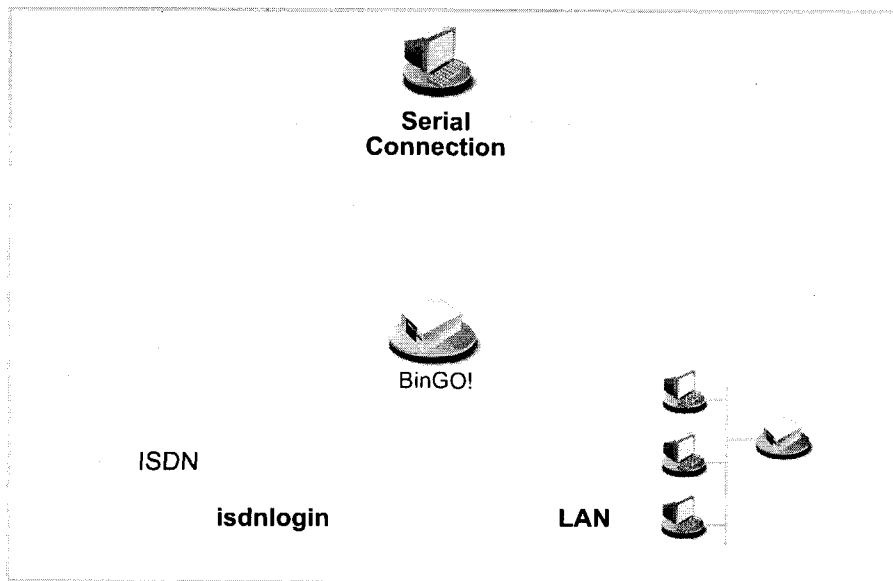 Serial
Connection
BinGO!
ISDN
isdnlogin
LAN